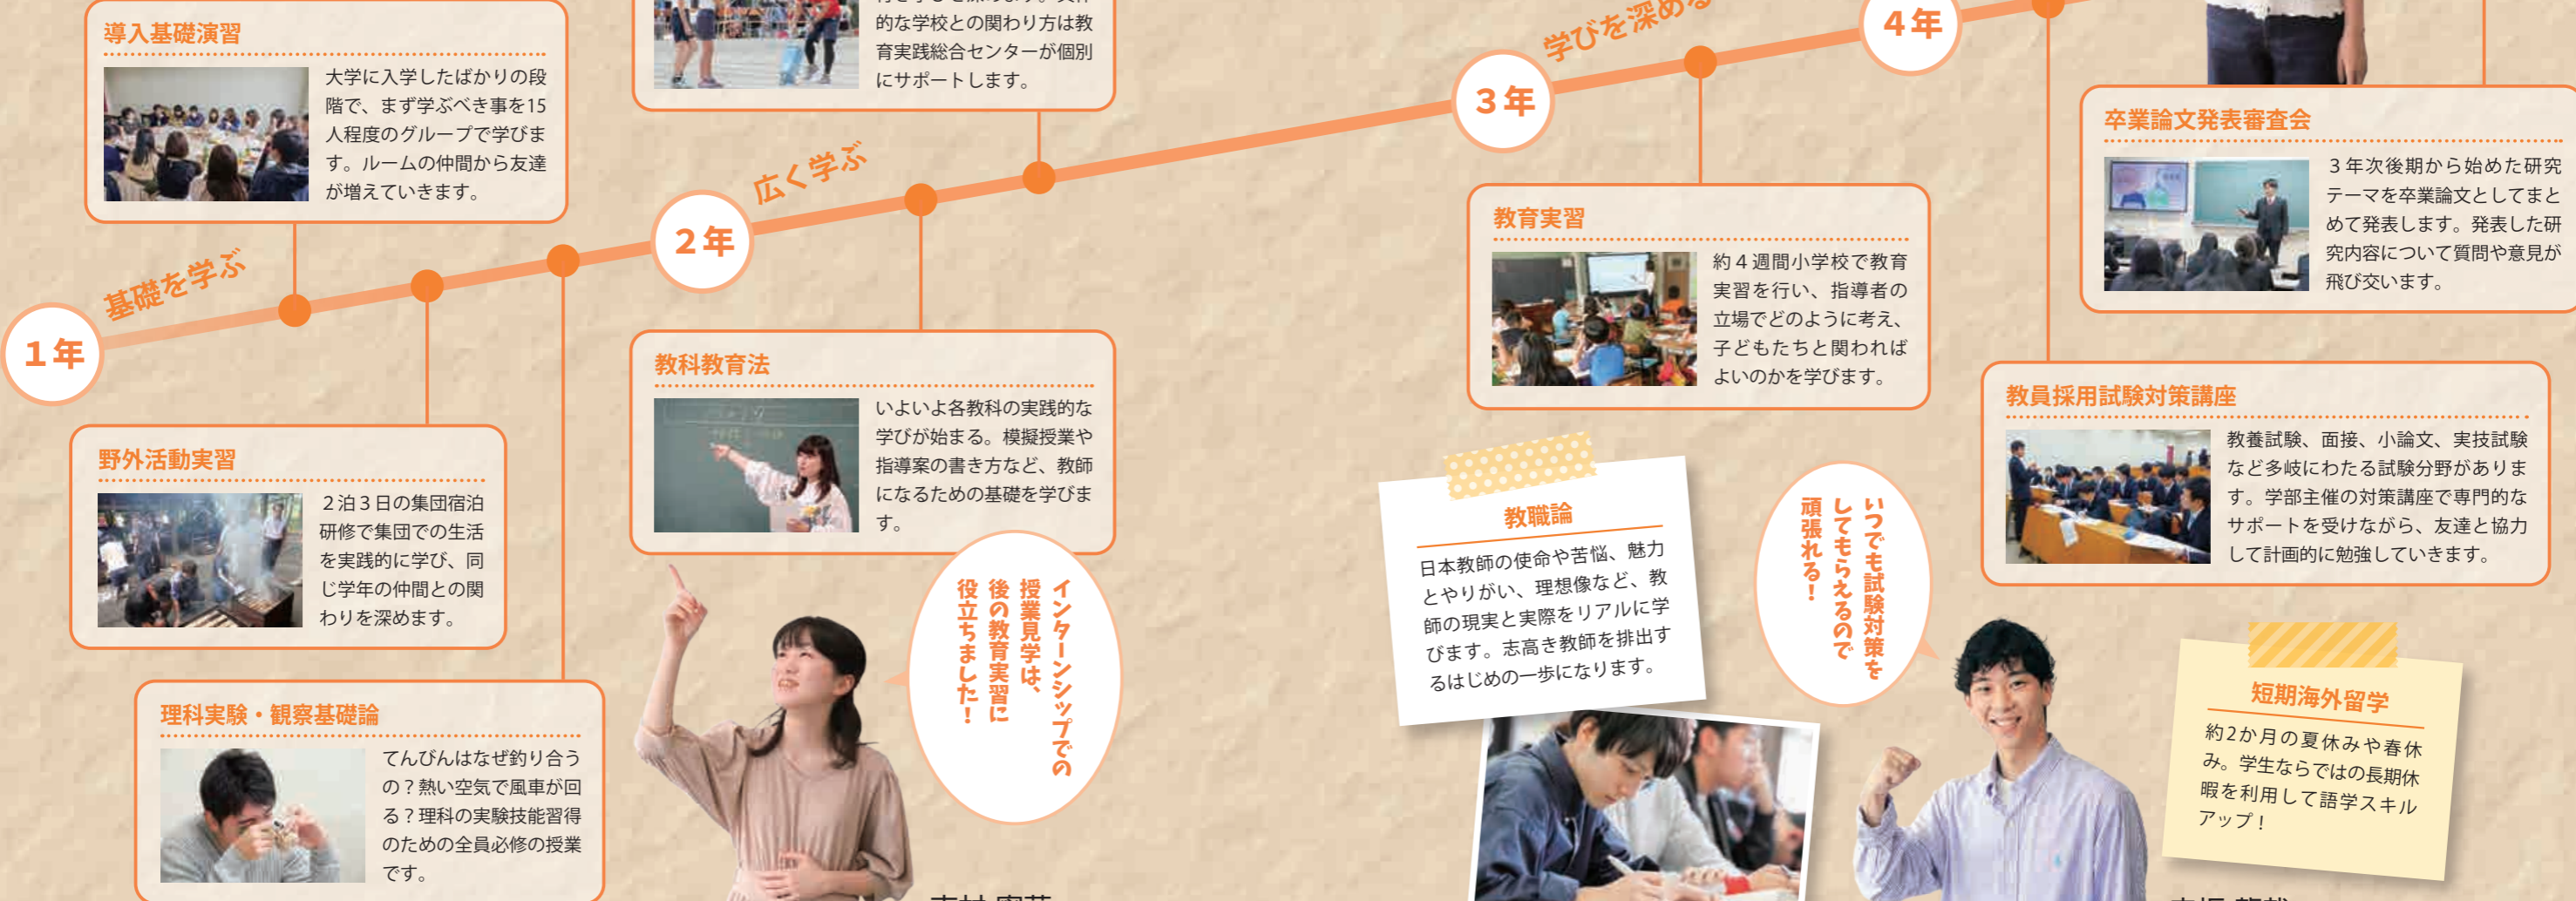 導入基礎演習
大学に入学したばかりの段
階で、まず学ぶべき事を15
人程度のグループで学びま
す。ルームの仲間から友達
が増えていきます。
的な学校との関わり方は教
育実践総合センターが個別
にサポートします。
1年
基礎を学ぶ
2年
広く学ぶ
3年
学びを深める
4年
野外活動実習
２泊３日の集団宿泊
研修で集団での生活
を実践的に学び、同
じ学年の仲間との関
わりを深めます。
理科実験・観察基礎論
てんびんはなぜ釣り合う
の？熱い空気で風車が回
る？理科の実験技能習得
のための全員必修の授業
です。
教科教育法
いよいよ各教科の実践的な
学びが始まる。模擬授業や
指導案の書き方など、教師
になるための基礎を学びま
す。
インターンシップでの
授業見学は、
後の教育実習に
役立ちました！
教育実習
約４週間小学校で教育
実習を行い、指導者の
立場でどのように考え、
子どもたちと関われば
よいのかを学びます。
教職論
日本教師の使命や苦悩、魅力
とやりがい、理想像など、教
師の現実と実際をリアルに学
びます。志高き教師を排出す
るはじめの一歩になります。
いつでも試験対策を
してもらえるので
頑張れる！
卒業論文発表審査会
３年次後期から始めた研究
テーマを卒業論文としてまと
めて発表します。発表した研
究内容について質問や意見が
飛び交います。
教員採用試験対策講座
教養試験、面接、小論文、実技試験
など多岐にわたる試験分野がありま
す。学部主催の対策講座で専門的な
サポートを受けながら、友達と協力
して計画的に勉強していきます。
短期海外留学
約2か月の夏休みや春休
み。学生ならではの長期休
暇を利用して語学スキル
アップ！